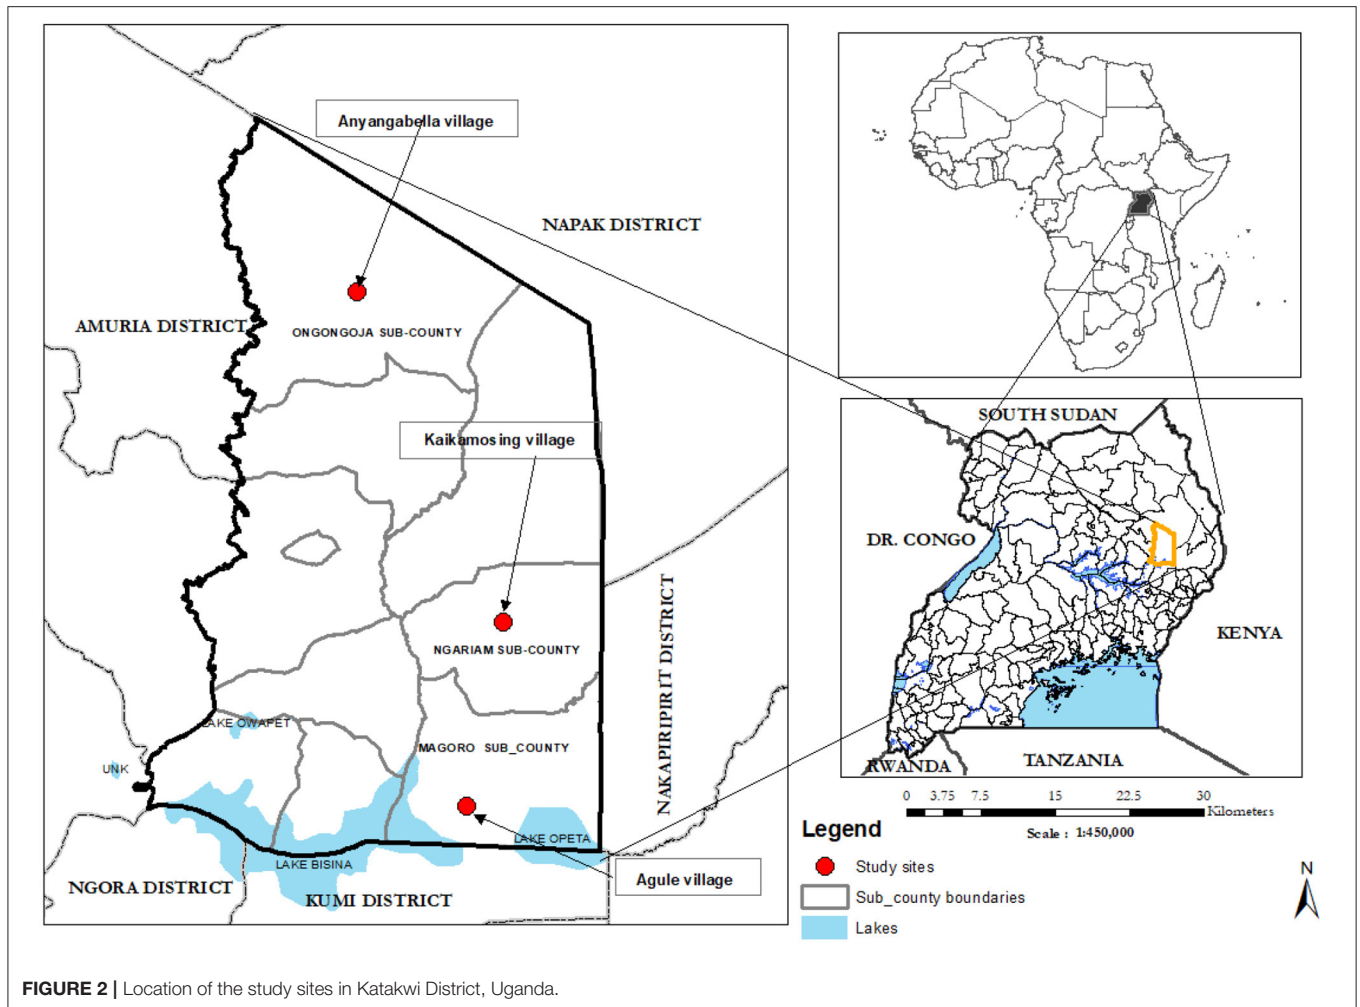 Anyangabella village
NAPAK DISTRICT
AMURIA DISTRICT
ONGONGOJA SUB-COUNTY
Kaikamosing village
NGARIAM SUB-COUNTY
NAKAPIRIPIRIT DISTRICT
LAKE OWAPET
MAGORO SUB_COUNTY
UNK
LAKE OPETA
LAKE BISINA
Agule village
NGORA DISTRICT
KUMI DISTRICT
SOUTH SUDAN
DR. CONGO
KENYA
RWANDA
TANZANIA
0 3.75 7.5 15 22.5 30
Kilometers
Scale : 1:450,000
Legend
Study sites
Sub_county boundaries
Lakes
N
FIGURE 2 | Location of the study sites in Katakwi District, Uganda.